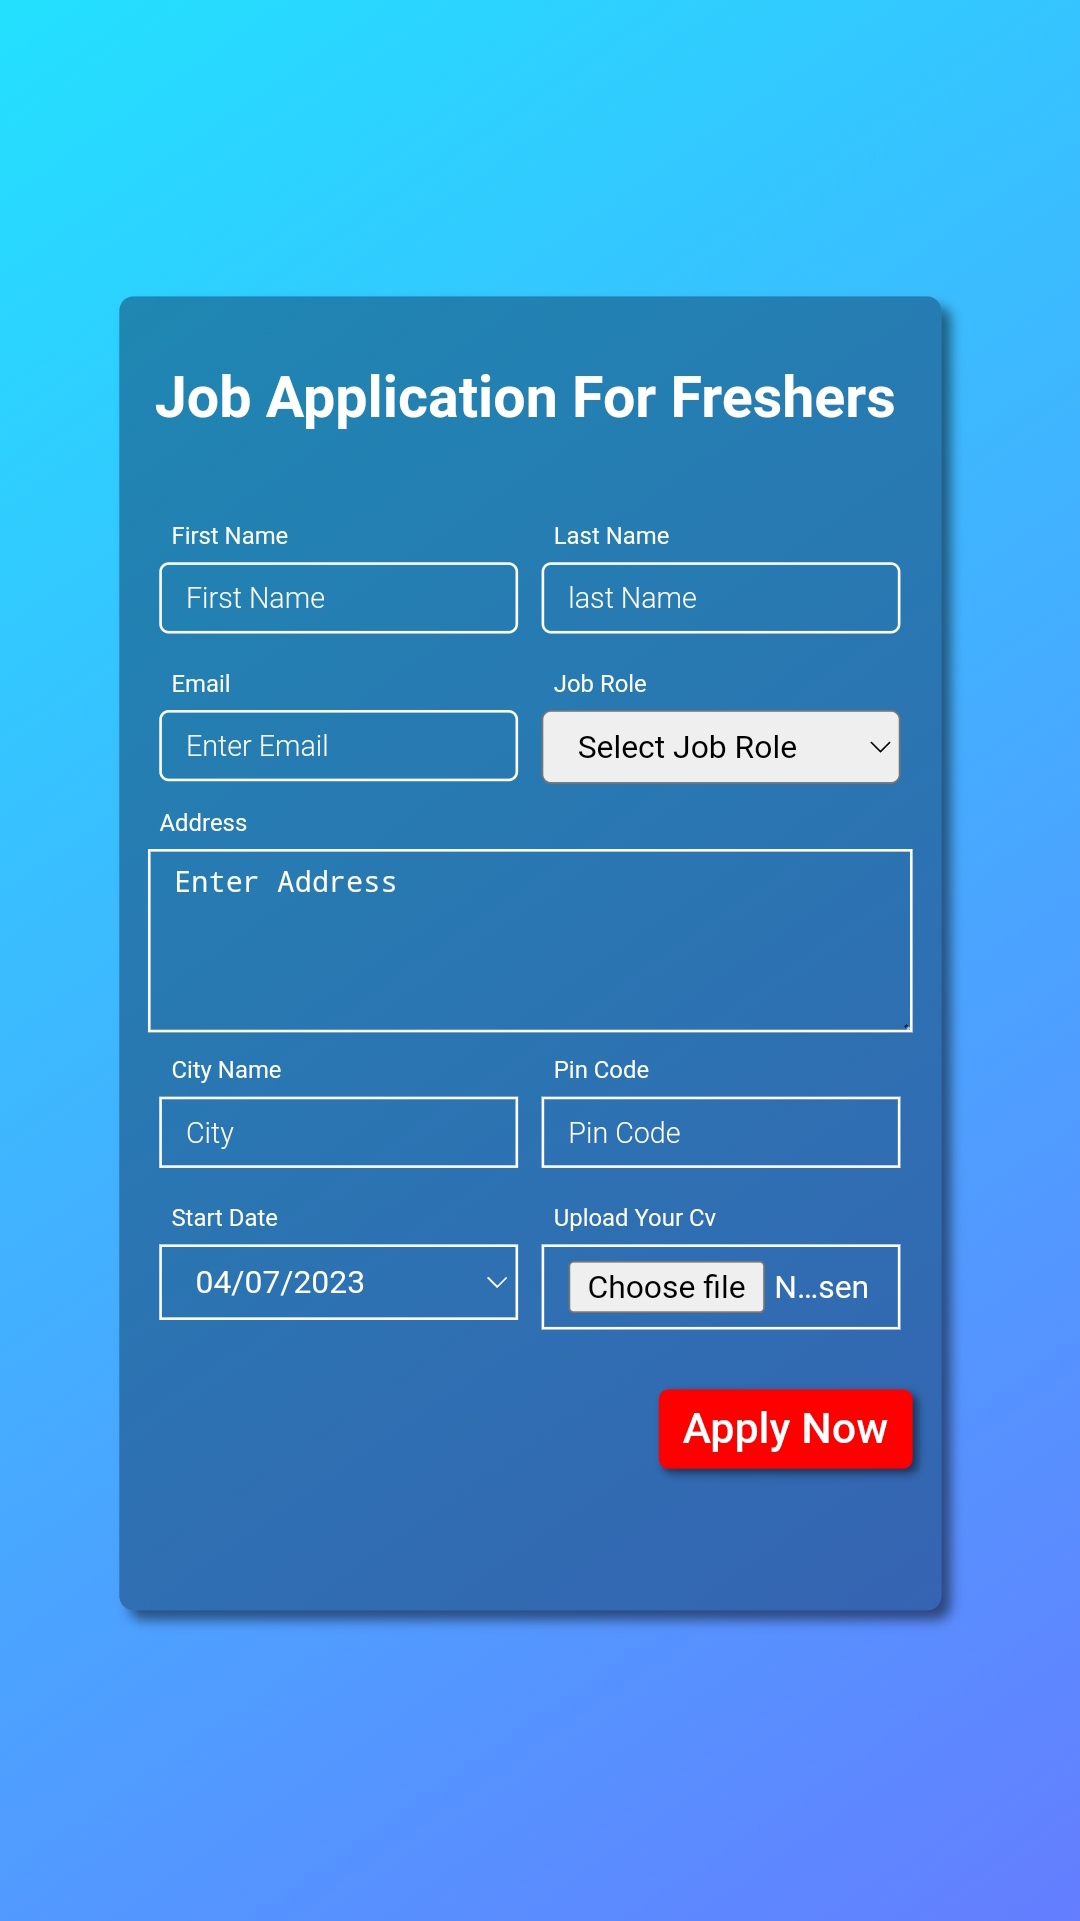 Job Application For Freshers
First Name Last Name
First Name last Name
Email Job Role
Enter Email Select Job Role
Address
Enter Address
City Name Pin Code
City Pin Code
Start Date Upload Your Cv
04/07/2023 Choose file N...sen
Apply Now